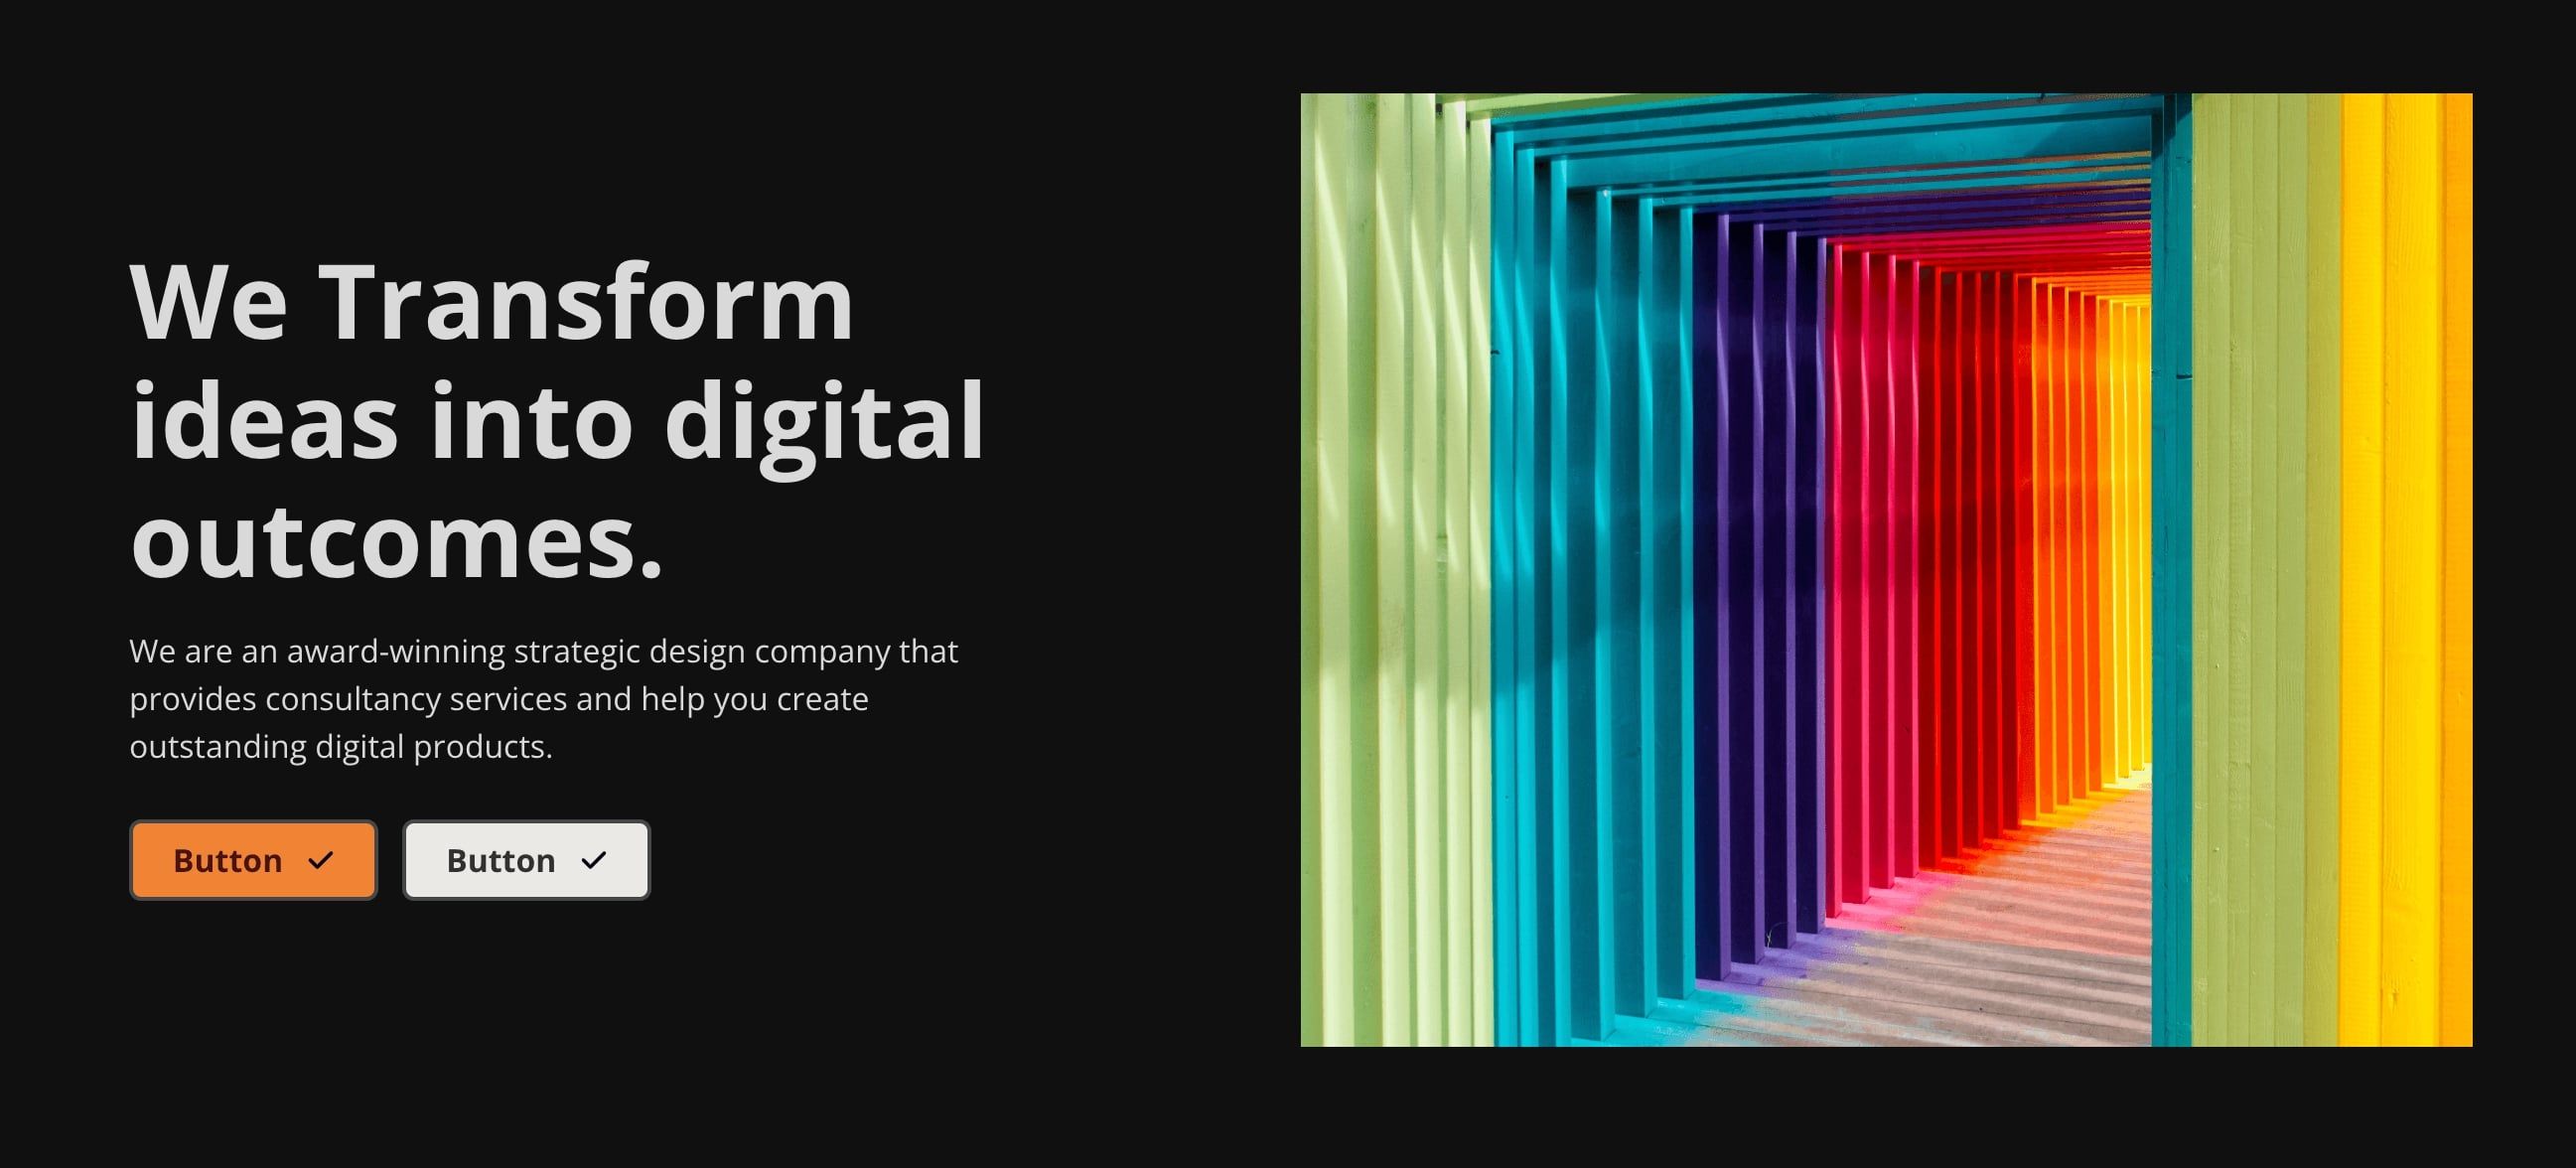 We Transform
ideas into digital
outcomes.
We are an award-winning strategic design company that
provides consultancy services and help you create
outstanding digital products.
Button
Button